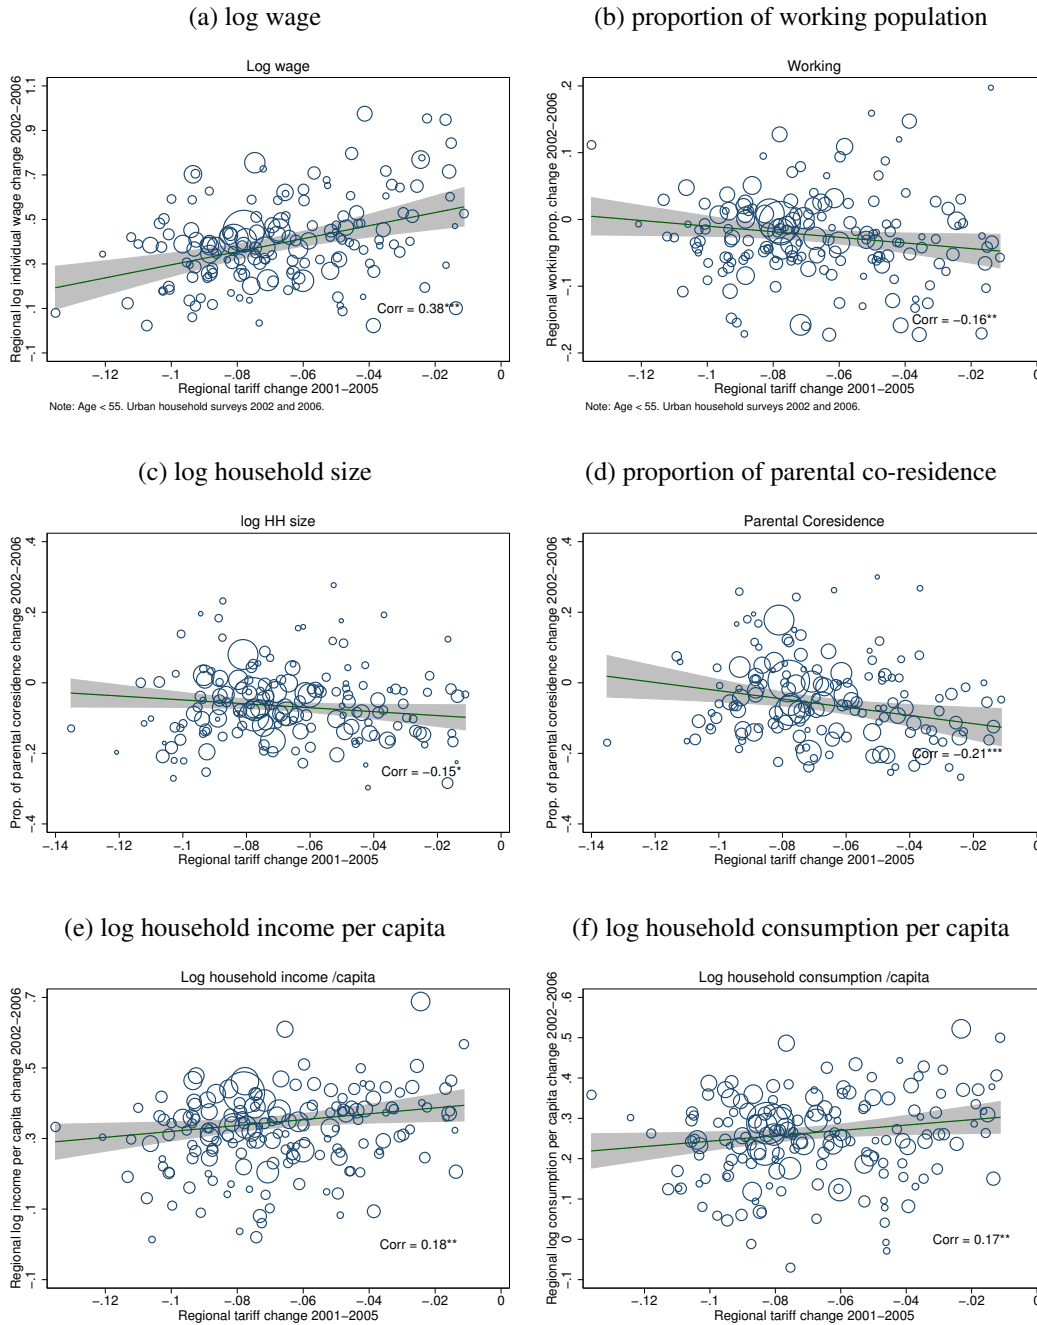 (a) log wage
(b) proportion of working population
Log wage
Regional log individual wage change 2002−2006
1.1
.9
.7
.5
.3
.1
−.1
Corr = 0.38***
−.12
−.1
−.08
−.06
−.04
−.02
0
Regional tariff change 2001−2005
Note: Age < 55. Urban household surveys 2002 and 2006.
Working
Regional working prop. change 2002−2006
.2
.1
0
−.1
−.2
Corr = −0.16**
−.12
−.1
−.08
−.06
−.04
−.02
0
Regional tariff change 2001−2005
Note: Age < 55. Urban household surveys 2002 and 2006.
(c) log household size
(d) proportion of parental co-residence
log HH size
Prop. of parental coresidence change 2002−2006
.4
.2
0
−.2
−.4
Corr = −0.15*
−.14
−.12
−.1
−.08
−.06
−.04
−.02
0
Regional tariff change 2001−2005
Parental Coresidence
Prop. of parental coresidence change 2002−2006
.4
.2
0
−.2
−.4
Corr = −0.21***
−.14
−.12
−.1
−.08
−.06
−.04
−.02
0
Regional tariff change 2001−2005
(e) log household income per capita
(f) log household consumption per capita
Log household income /capita
Regional log income per capita change 2002−2006
.7
.5
.3
.1
−.1
Corr = 0.18**
−.12
−.1
−.08
−.06
−.04
−.02
0
Regional tariff change 2001−2005
Log household consumption /capita
Regional log consumption per capita change 2002−2006
.6
.5
.4
.3
.2
.1
0
−.1
Corr = 0.17**
−.12
−.1
−.08
−.06
−.04
−.02
0
Regional tariff change 2001−2005